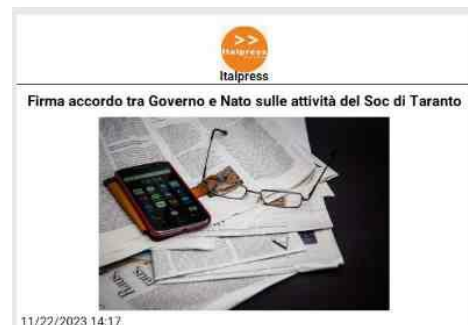 >>
Italpress
Italpress
Firma accordo tra Governo e Nato sulle attività del Soc di Taranto
11/22/2023 14:17